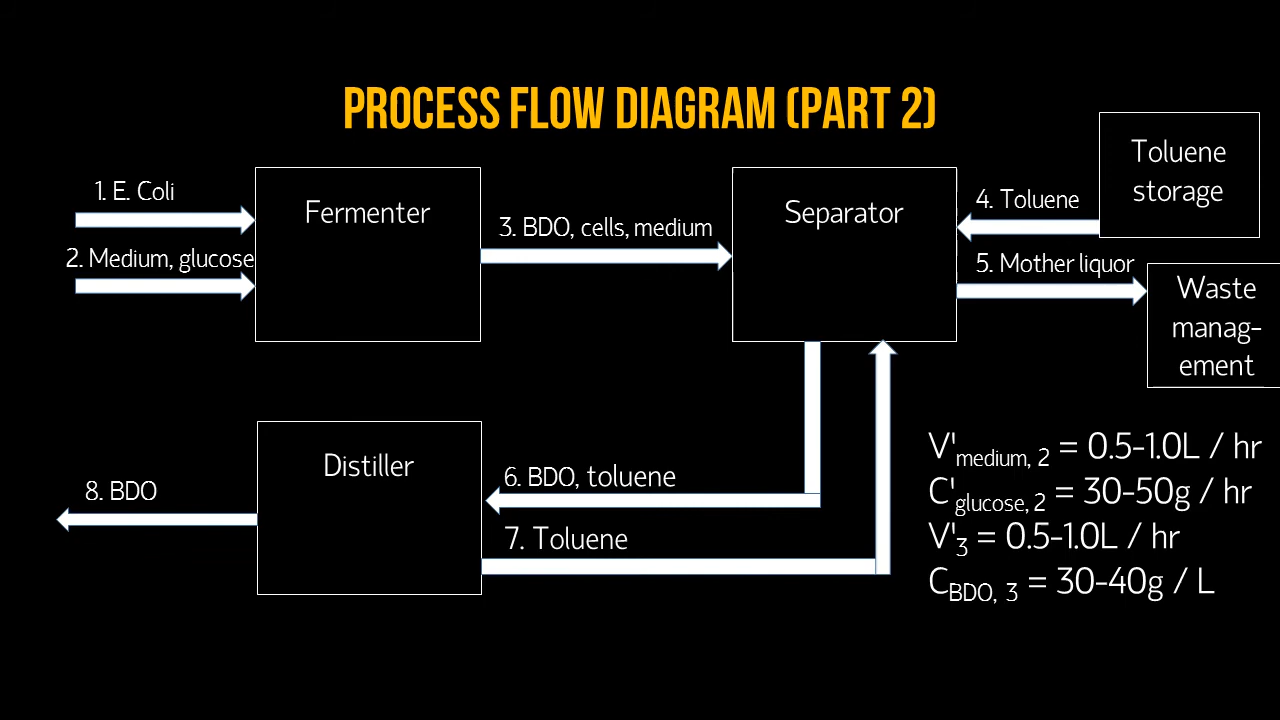 PROCESS FLOW DIAGRAM (PART 2)
Toluene
storage
1. E. Coli
Fermenter
Separator
4. Toluene
3. BDO, cells, medium
2. Medium, glucose
5. Mother liquor
Waste
manag-
ement
Distiller
6. BDO, toluene
8. BDO
7. Toluene
V'medium, 2 = 0.5-1.0L / hr
C'glucose, 2 = 30-50g / hr
V'3 = 0.5-1.0L / hr
CBDO, 3 = 30-40g / L